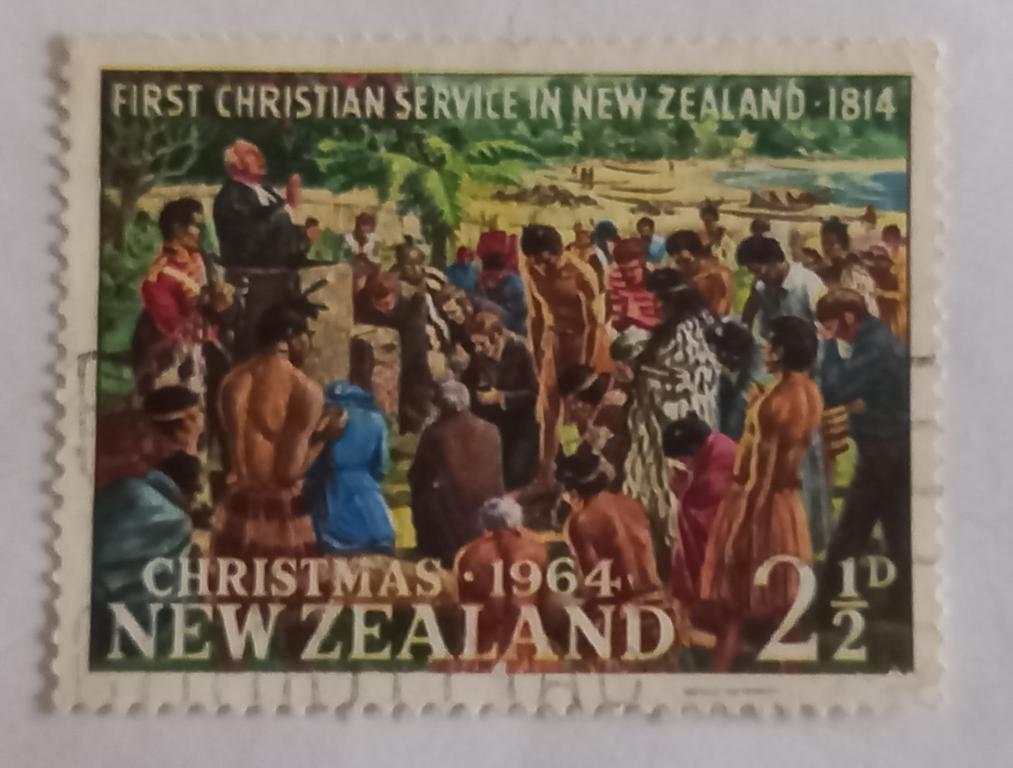 FIRST CHRISTIAN SERVICE IN NEW ZEALAND · 1814
CHRISTMAS · 1964
NEW ZEALAND 2½D